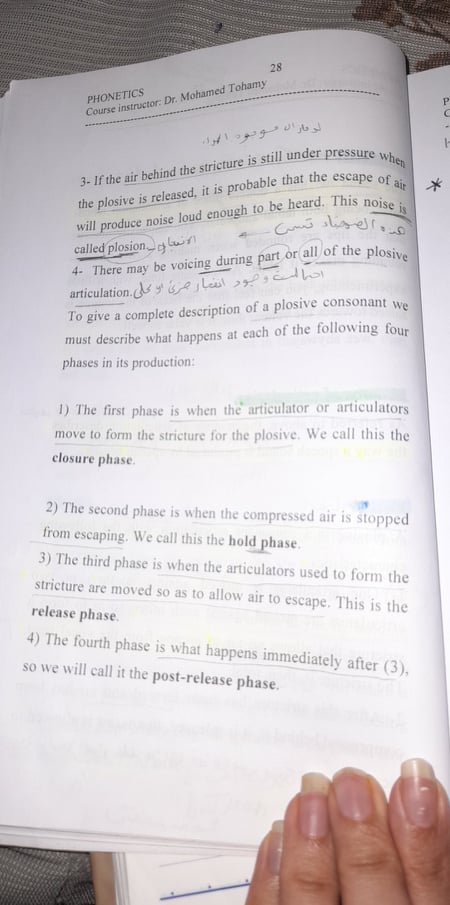 28
PHONETICS
Course instructor: Dr. Mohamed Tohamy
3- If the air behind the stricture is still under pressure when
the plosive is released, it is probable that the escape of air
will produce noise loud enough to be heard. This noise is
هذه الضوضاء تسمى
called plosion الانفجار
4- There may be voicing during part or all of the plosive
articulation.
To give a complete description of a plosive consonant we
must describe what happens at each of the following four
phases in its production:
1) The first phase is when the articulator or articulators
move to form the stricture for the plosive. We call this the
closure phase.
2) The second phase is when the compressed air is stopped
from escaping. We call this the hold phase.
3) The third phase is when the articulators used to form the
stricture are moved so as to allow air to escape. This is the
release phase.
4) The fourth phase is what happens immediately after (3),
so we will call it the post-release phase.